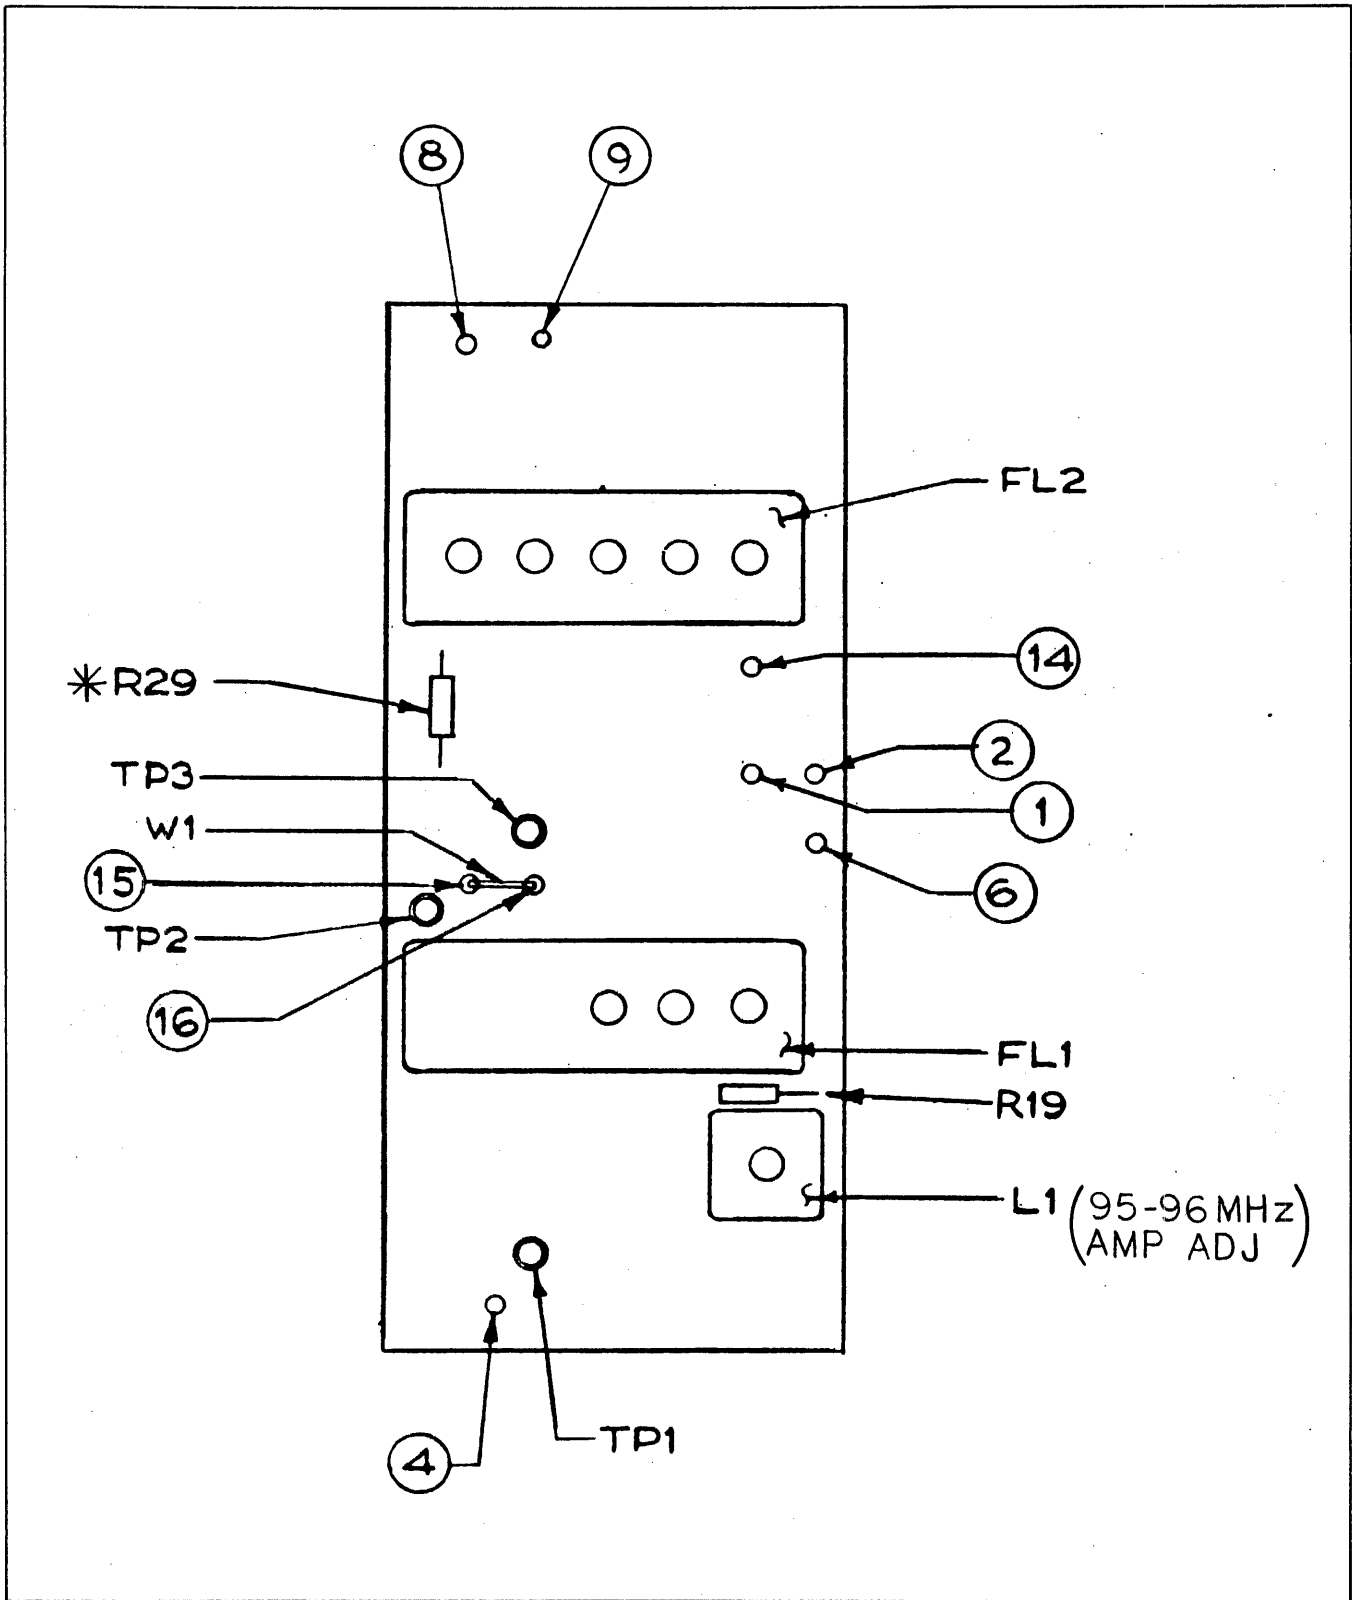 8
9
FL2
14
*R29
2
TP3
1
W1
15
6
TP2
16
FL1
R19
L1 (95-96 MHz
AMP ADJ)
TP1
4